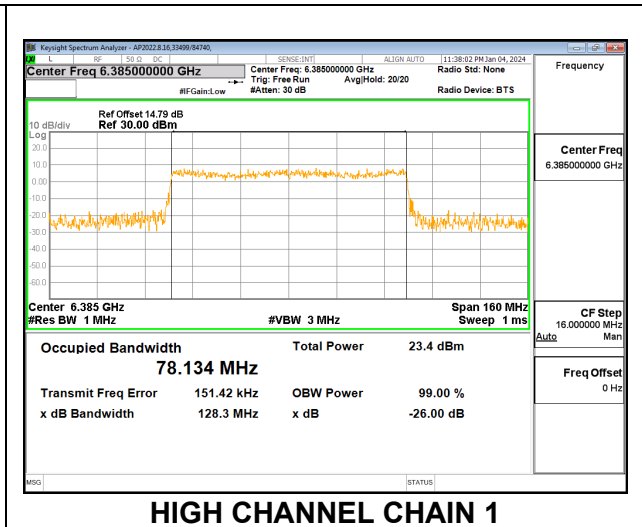 Keysight Spectrum Analyzer - AP2022.8.16,33499/84740,
L RF 50 Ω DC SENSE:INT ALIGN AUTO 11:38:02 PM Jan 04, 2024
Center Freq 6.385000000 GHz Center Freq: 6.385000000 GHz Radio Std: None Frequency
Trig: Free Run Avg|Hold: 20/20
#IFGain:Low #Atten: 30 dB Radio Device: BTS
Ref Offset 14.79 dB
10 dB/div Ref 30.00 dBm
Log
20.0
10.0
0.00
-10.0
-20.0
-30.0
-40.0
-50.0
-60.0
Center Freq
6.385000000 GHz
Center 6.385 GHz Span 160 MHz
#Res BW 1 MHz #VBW 3 MHz Sweep 1 ms
CF Step
16.000000 MHz
Auto Man
Occupied Bandwidth Total Power 23.4 dBm
78.134 MHz
Freq Offset
0 Hz
Transmit Freq Error 151.42 kHz OBW Power 99.00 %
x dB Bandwidth 128.3 MHz x dB -26.00 dB
MSG STATUS
HIGH CHANNEL CHAIN 1